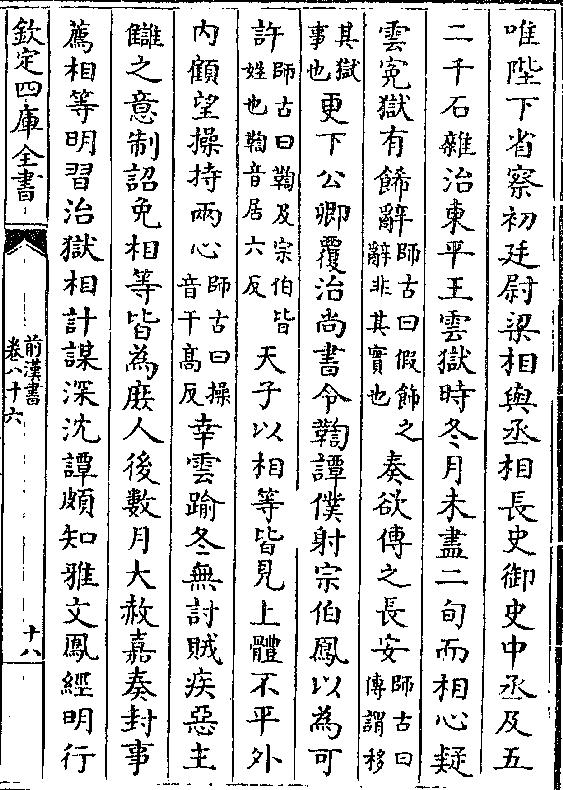 唯陛下省察初廷尉梁相與丞相長史御史中丞及五
二千石雜治東平王雲獄時冬月未盡二旬而相心疑
雲寃獄有飾辭師古曰假飾之辭非其實也奏欲傳之長安師古曰傳謂移
其獄事也更下公卿覆治尚書令鞫譚僕射宗伯鳳以為可
許師古曰鞫及宗伯皆姓也鞫音居六反天子以相等皆見上體不平外
内顧望操持兩心師古曰操音千高反幸雲踰冬無討賊疾惡主
讎之意制詔免相等皆為庶人後數月大赦嘉奏封事
薦相等明習治獄相計謀深沈譚頗知雅文鳳經明行
欽定四庫全書
前漢書
卷八十六
十八